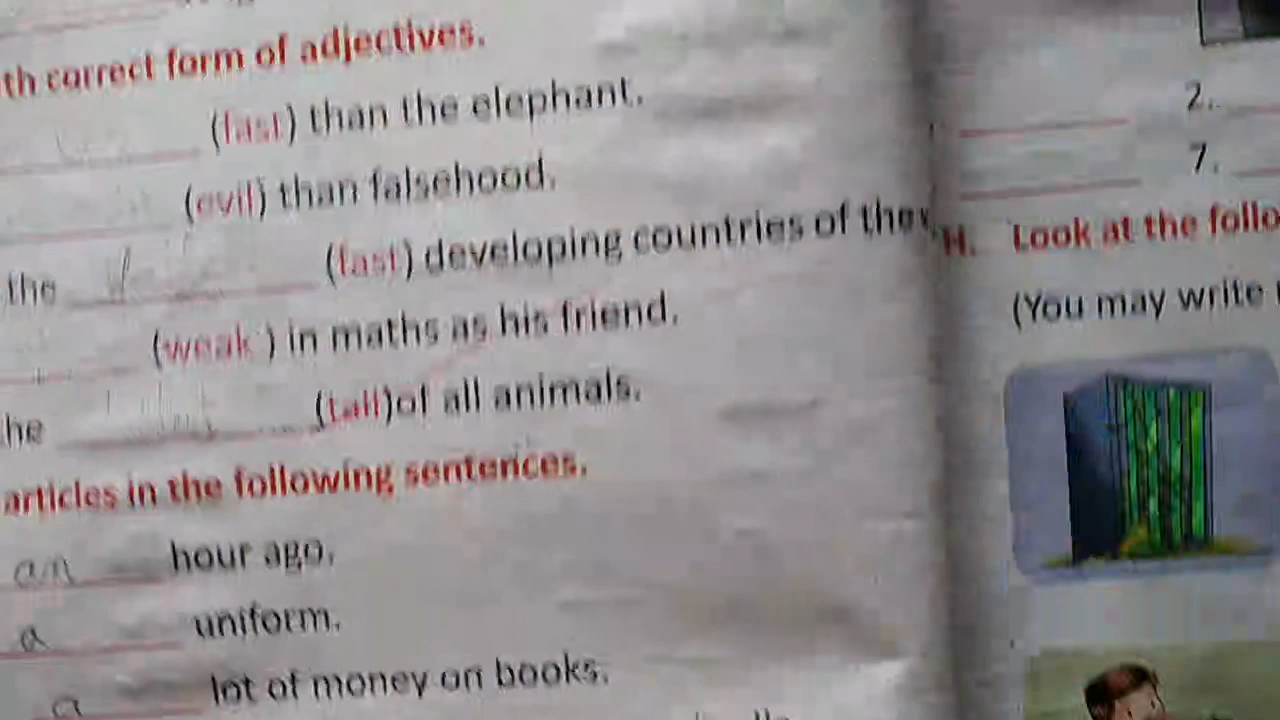 th correct form of adjectives.
(fast) than the elephant.
(evil) than falsehood.
the (fast) developing countries of the
(weak ) in maths as his friend.
he (tall)of all animals.
articles in the following sentences.
an hour ago.
a uniform.
a lot of money on books.
2.
7.
H. Look at the follo
(You may write